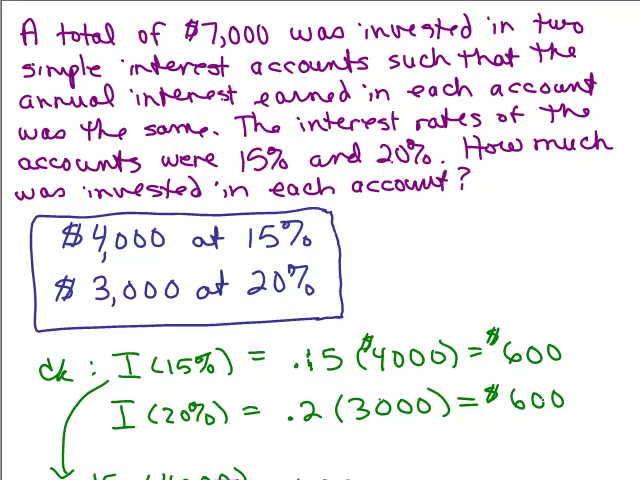 A total of $7,000 was invested in two
simple interest accounts such that the
annual interest earned in each account
was the same. The interest rates of the
accounts were 15% and 20%. How much
was invested in each account?
$4,000 at 15%
$3,000 at 20%
ck: I(15%) = .15($4000) = $600
I(20%) = .2(3000) = $600